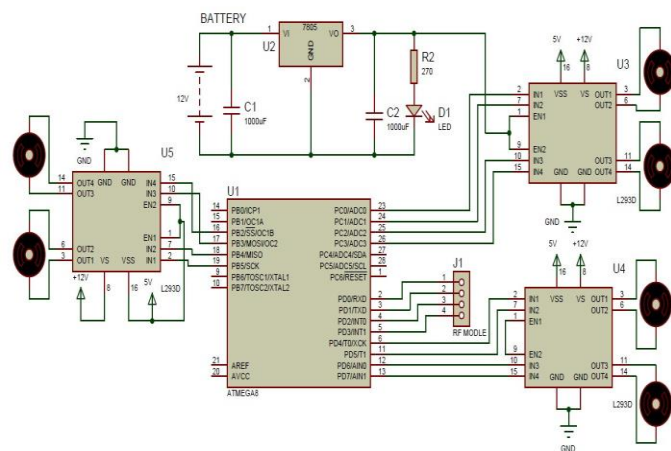 BATTERY
12V
C1
1000uF
U2
7805
1 VI VO 3
GND
2
C2
1000uF
R2
270
D1
LED
U3
5V +12V
16 8
VSS VS
2 IN1 OUT1 3
7 IN2 OUT2 6
1 EN1
9 EN2
10 IN3 OUT3 11
15 IN4 OUT4 14
GND GND
L293D
GND
U5
GND
GND GND
14 OUT4 IN4 15
11 OUT3 IN3 10
EN2 9
EN1 1
6 OUT2 IN2 7
3 OUT1 IN1 2
VS VSS
8 16
+12V 5V L293D
U1
14 PB0/ICP1 PC0/ADC0 23
15 PB1/OC1A PC1/ADC1 24
16 PB2/SS/OC1B PC2/ADC2 25
17 PB3/MOSI/OC2 PC3/ADC3 26
18 PB4/MISO PC4/ADC4/SDA 27
19 PB5/SCK PC5/ADC5/SCL 28
9 PB6/TOSC1/XTAL1 PC6/RESET 1
10 PB7/TOSC2/XTAL2
PD0/RXD 2
PD1/TXD 3
PD2/INT0 4
PD3/INT1 5
PD4/T0/XCK 6
PD5/T1 11
21 AREF PD6/AIN0 12
20 AVCC PD7/AIN1 13
ATMEGA8
J1
1
2
3
4
RF MODLE
U4
5V +12V
16 8
VSS VS
2 IN1 OUT1 3
7 IN2 OUT2 6
1 EN1
9 EN2
10 IN3 OUT3 11
15 IN4 OUT4 14
GND GND
L293D
GND